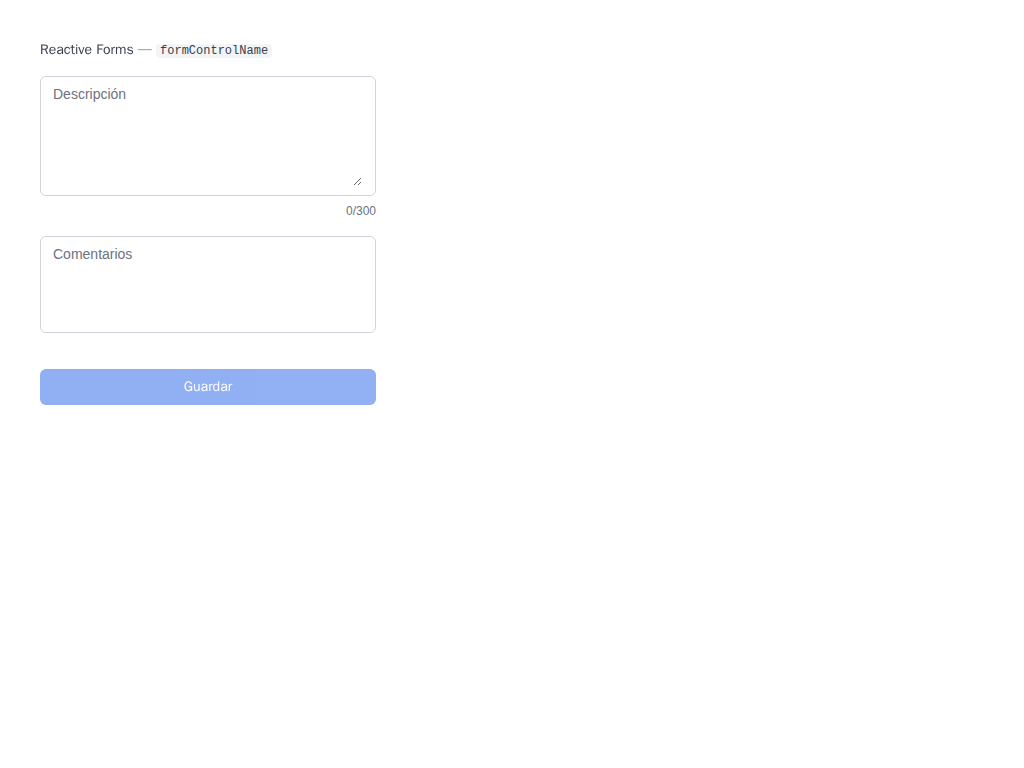 Reactive Forms — formControlName
Descripción
0/300
Comentarios
Guardar